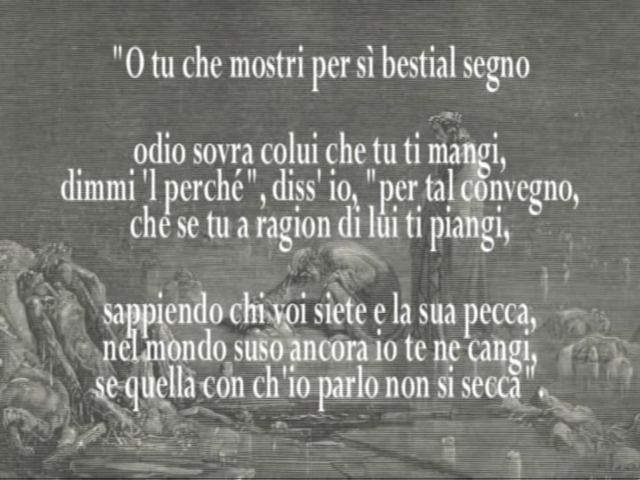 "O tu che mostri per sì bestial segno
odio sovra colui che tu ti mangi,
dimmi 'l perché", diss' io, "per tal convegno,
che se tu a ragion di lui ti piangi,
sappiendo chi voi siete e la sua pecca,
nel mondo suso ancora io te ne cangi,
se quella con ch'io parlo non si secca".